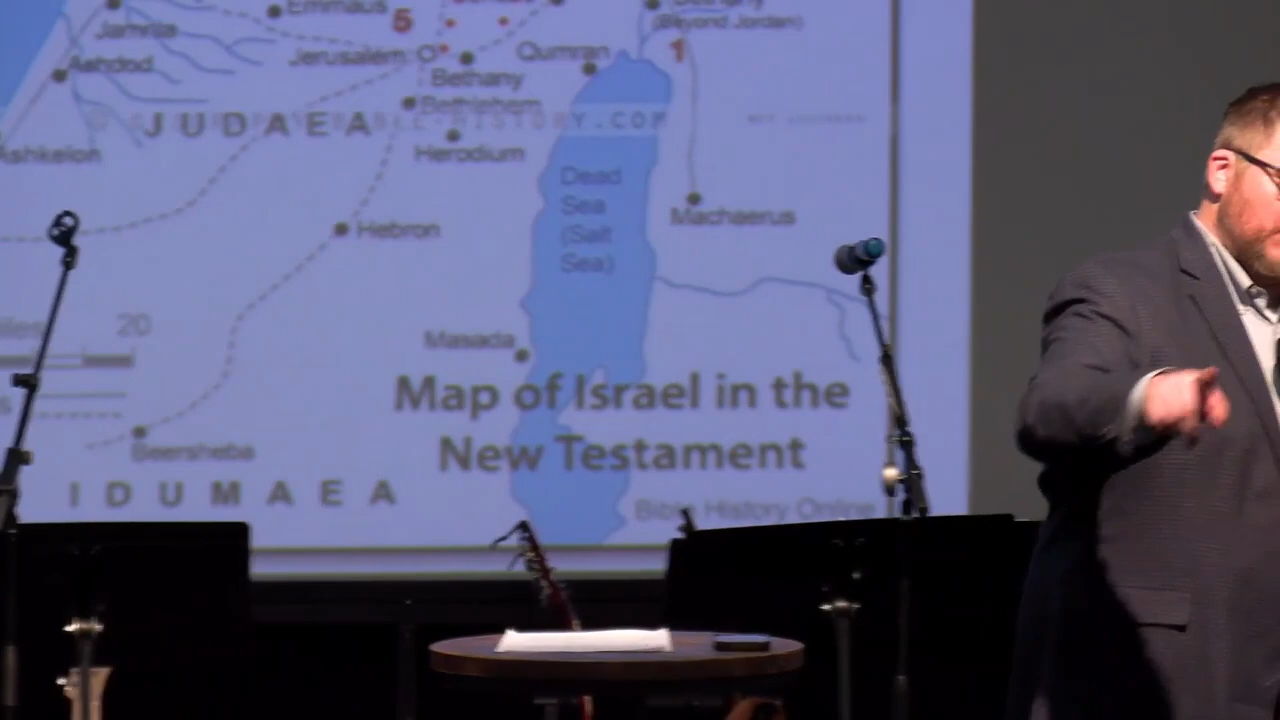 Emmaus
5
Jamnia
(Beyond Jordan)
Jerusalem
Qumran
1
Ashdod
Bethany
Bethlehem
JUDAEA
Ashkelon
Herodium
Dead
Sea
(Salt
Sea)
Machaerus
Hebron
20
Masada
Map of Israel in the
New Testament
Beersheba
IDUMAEA
Bible History Online